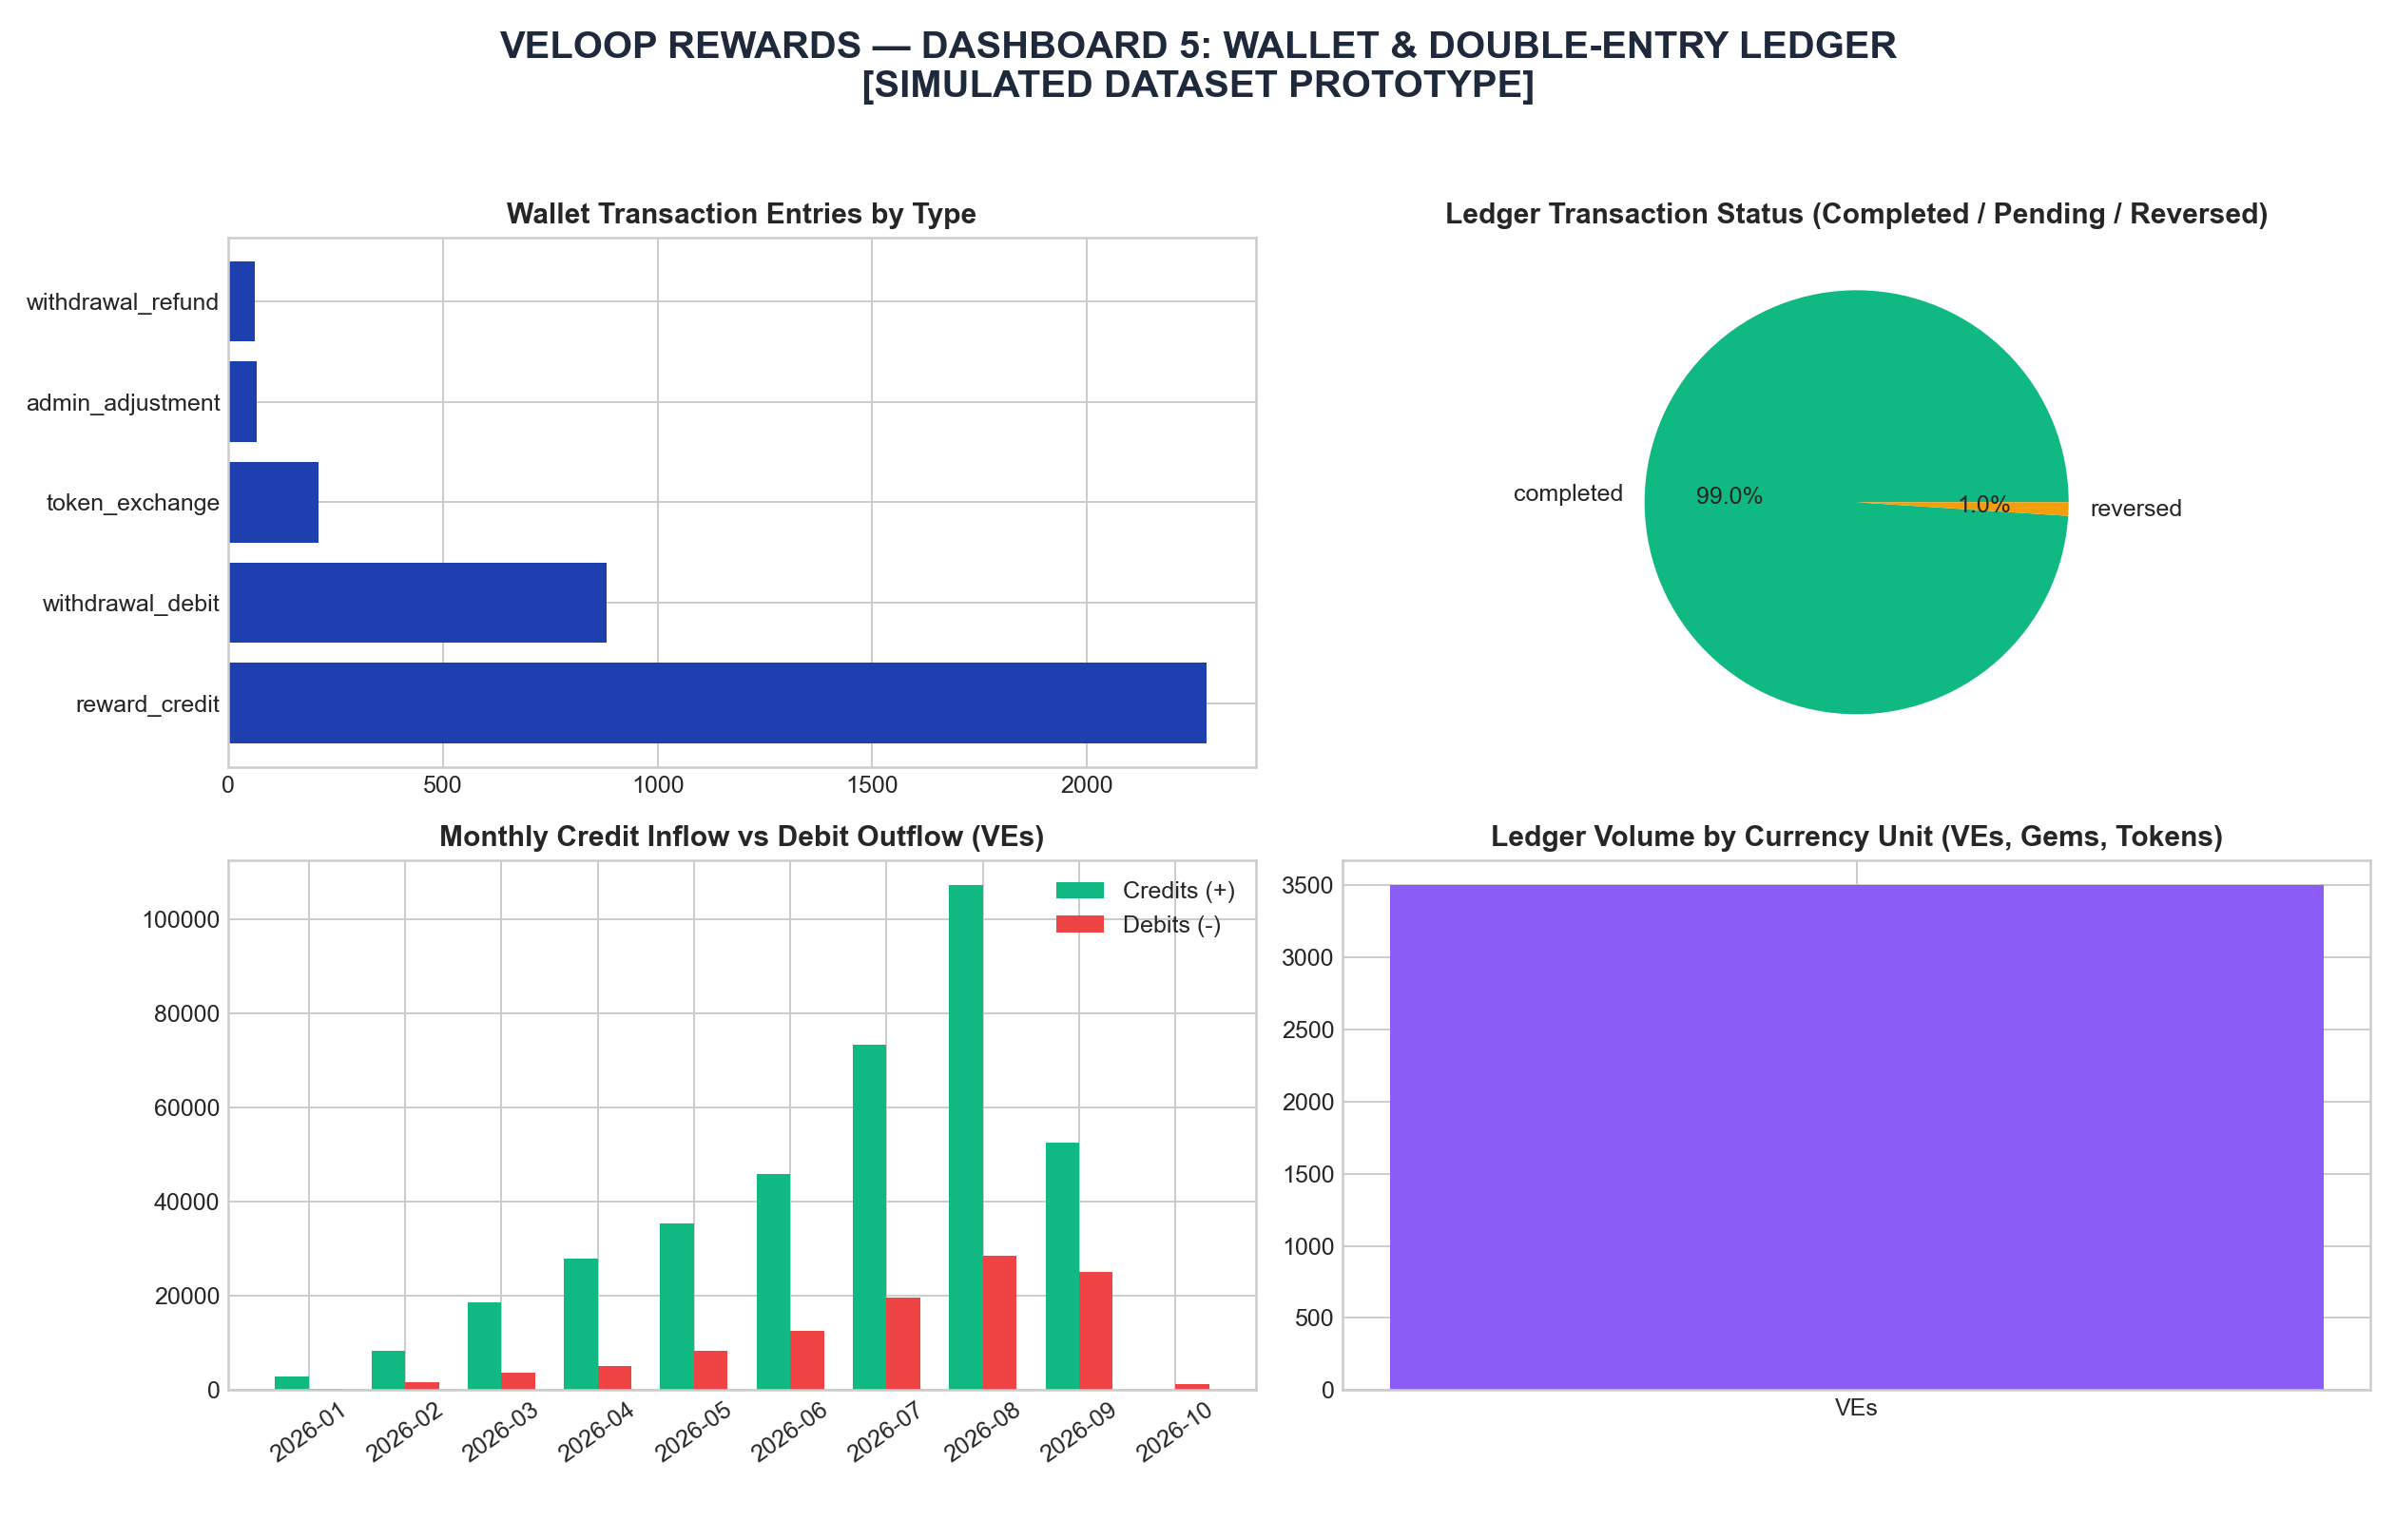 VELOOP REWARDS — DASHBOARD 5: WALLET & DOUBLE-ENTRY LEDGER
[SIMULATED DATASET PROTOTYPE]
Wallet Transaction Entries by Type
withdrawal_refund
admin_adjustment
token_exchange
withdrawal_debit
reward_credit
0 500 1000 1500 2000
Ledger Transaction Status (Completed / Pending / Reversed)
completed
99.0%
1.0%
reversed
Monthly Credit Inflow vs Debit Outflow (VEs)
Credits (+)
Debits (-)
100000
80000
60000
40000
20000
0
2026-01 2026-02 2026-03 2026-04 2026-05 2026-06 2026-07 2026-08 2026-09 2026-10
Ledger Volume by Currency Unit (VEs, Gems, Tokens)
3500
3000
2500
2000
1500
1000
500
0
VEs